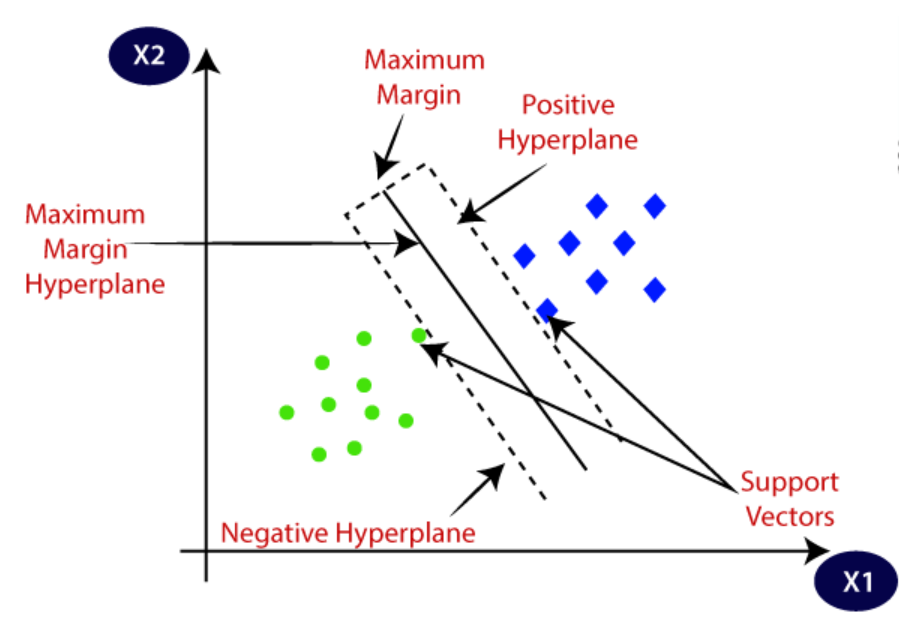 X2
Maximum
Margin
Positive
Hyperplane
Maximum
Margin
Hyperplane
Support
Vectors
Negative Hyperplane
X1